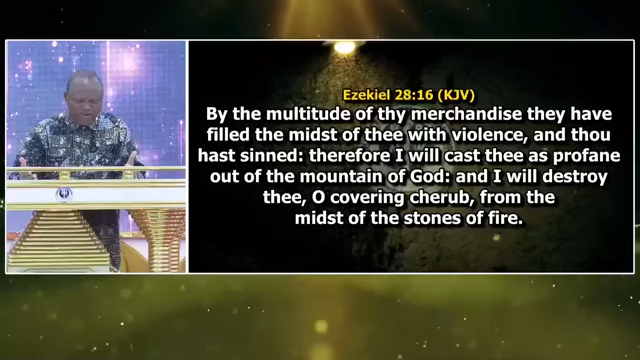 Ezekiel 28:16 (KJV)
By the multitude of thy merchandise they have
filled the midst of thee with violence, and thou
hast sinned: therefore I will cast thee as profane
out of the mountain of God: and I will destroy
thee, O covering cherub, from the
midst of the stones of fire.